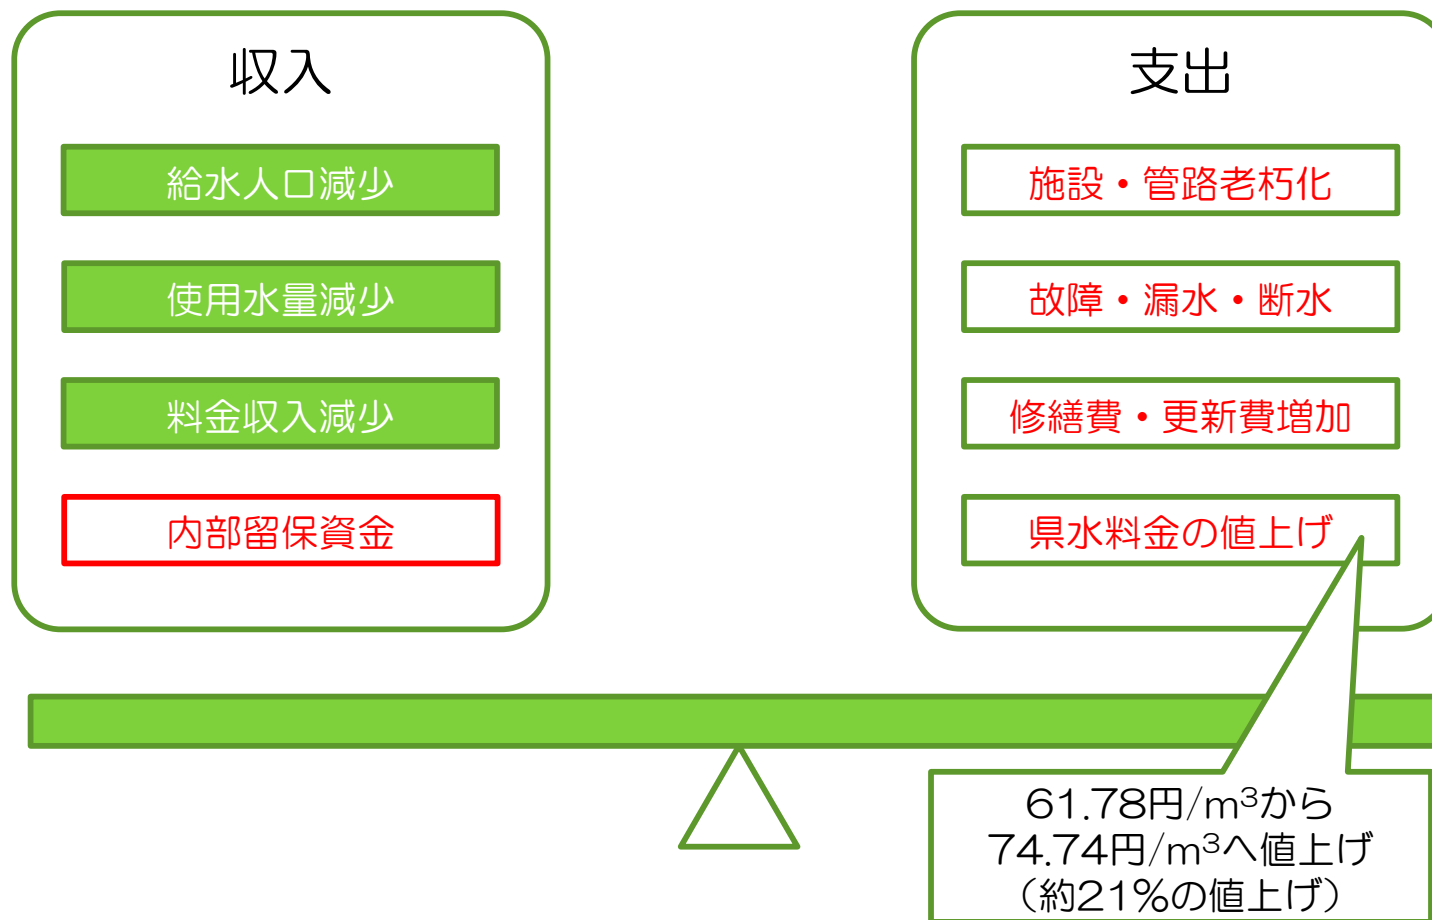 収入
給水人口減少
使用水量減少
料金収入減少
内部留保資金
支出
施設・管路老朽化
故障・漏水・断水
修繕費・更新費増加
県水料金の値上げ
61.78円/m³から
74.74円/m³へ値上げ
（約21%の値上げ）